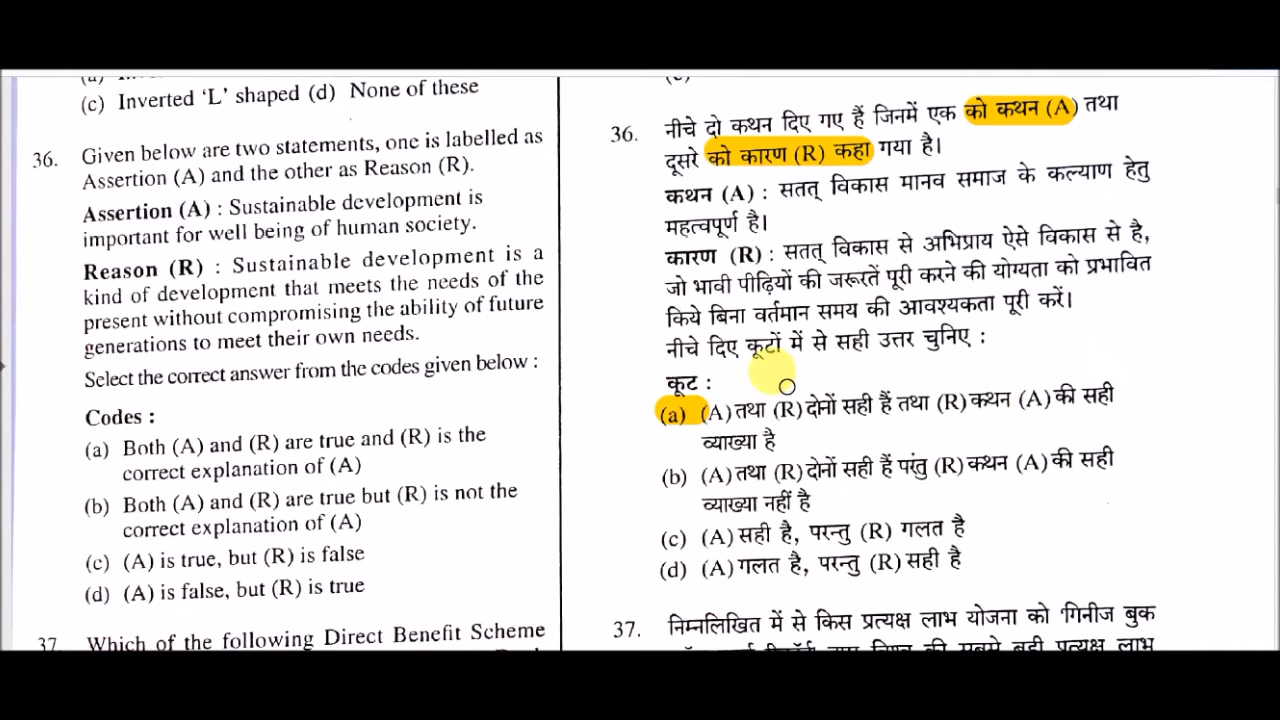 (c) Inverted ‘L’ shaped (d) None of these
36. Given below are two statements, one is labelled as
Assertion (A) and the other as Reason (R).
Assertion (A) : Sustainable development is
important for well being of human society.
Reason (R) : Sustainable development is a
kind of development that meets the needs of the
present without compromising the ability of future
generations to meet their own needs.
Select the correct answer from the codes given below :
Codes :
(a) Both (A) and (R) are true and (R) is the
correct explanation of (A)
(b) Both (A) and (R) are true but (R) is not the
correct explanation of (A)
(c) (A) is true, but (R) is false
(d) (A) is false, but (R) is true
37. Which of the following Direct Benefit Scheme
36. नीचे दो कथन दिए गए हैं जिनमें एक को कथन (A) तथा
दूसरे को कारण (R) कहा गया है।
कथन (A) : सतत् विकास मानव समाज के कल्याण हेतु
महत्वपूर्ण है।
कारण (R) : सतत् विकास से अभिप्राय ऐसे विकास से है,
जो भावी पीढ़ियों की जरूरतें पूरी करने की योग्यता को प्रभावित
किये बिना वर्तमान समय की आवश्यकता पूरी करें।
नीचे दिए कूटों में से सही उत्तर चुनिए :
कूट :
(a) (A) तथा (R) दोनों सही हैं तथा (R) कथन (A) की सही
व्याख्या है
(b) (A) तथा (R) दोनों सही हैं परंतु (R) कथन (A) की सही
व्याख्या नहीं है
(c) (A) सही है, परन्तु (R) गलत है
(d) (A) गलत है, परन्तु (R) सही है
37. निम्नलिखित में से किस प्रत्यक्ष लाभ योजना को 'गिनीज बुक